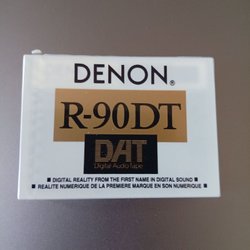 DENON®
R-90DT
DAT
Digital Audio Tape
■ DIGITAL REALITY FROM THE FIRST NAME IN DIGITAL SOUND ■
■ REALITE NUMERIQUE DE LA PREMIERE MARQUE EN SON NUMERIQUE ■